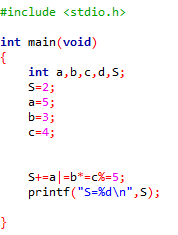 #include <stdio.h>
int main(void)
{
int a,b,c,d,S;
S=2;
a=5;
b=3;
c=4;
S+=a|=b*=c%=5;
printf("S=%d\n",S);
}